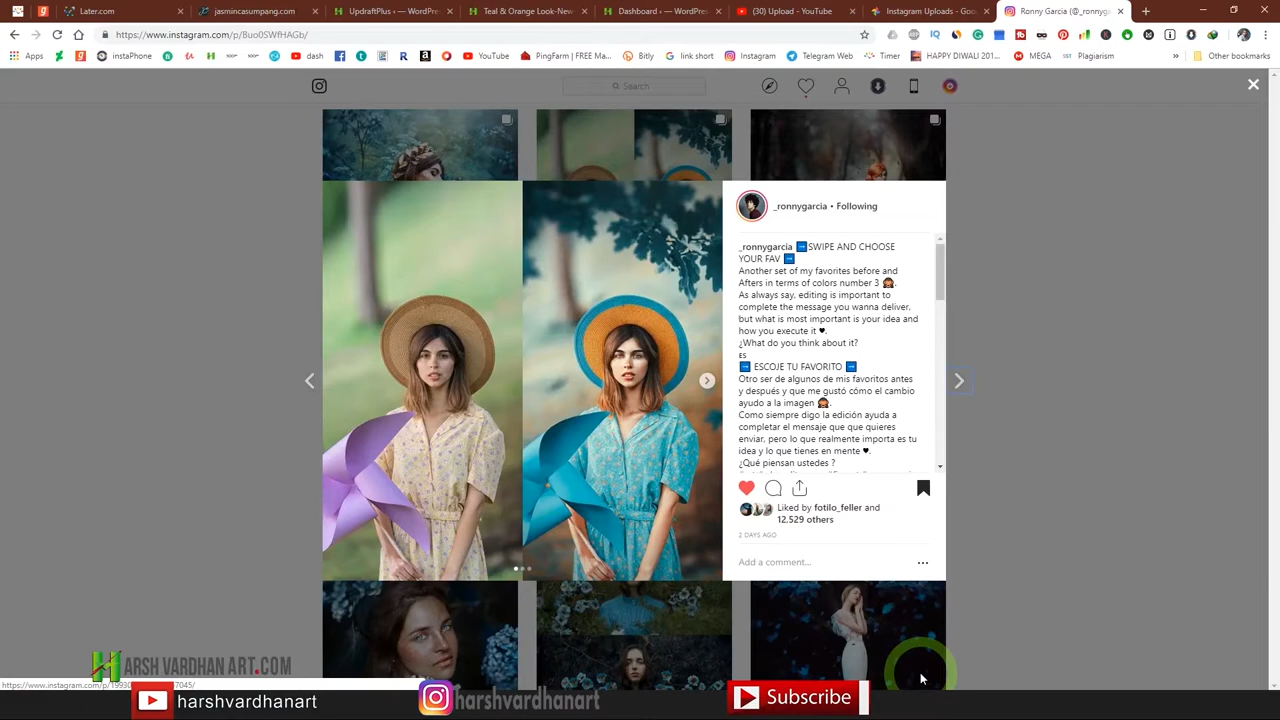 Later.com
jasmincasumpang.com
UpdraftPlus ‹ — WordPre
Teal & Orange Look-New
Dashboard ‹ — WordPres
(30) Upload - YouTube
Instagram Uploads - Goo
Ronny Garcia (@_ronnyga
https://www.instagram.com/p/Buo0SWfHAGb/
Apps
instaPhone
dash
YouTube
PingFarm | FREE Ma...
Bitly
link short
Instagram
Telegram Web
Timer
HAPPY DIWALI 201...
MEGA
Plagiarism
Other bookmarks
Search
_ronnygarcia • Following
_ronnygarcia ➡SWIPE AND CHOOSE
YOUR FAV ➡
Another set of my favorites before and
Afters in terms of colors number 3 🙈.
As always say, editing is important to
complete the message you wanna deliver,
but what is most important is your idea and
how you execute it ♥.
¿What do you think about it?
ES
➡ ESCOJE TU FAVORITO ➡
Otro ser de algunos de mis favoritos antes
y después y que me gustó cómo el cambio
ayudo a la imagen 🙈.
Como siempre digo la edición ayuda a
completar el mensaje que que quieres
enviar, pero lo que realmente importa es tu
idea y lo que tienes en mente ♥.
¿Qué piensan ustedes ?
Liked by fotilo_feller and
12,529 others
2 DAYS AGO
Add a comment...
HARSH VARDHAN ART.COM
harshvardhanart
harshvardhanart
Subscribe